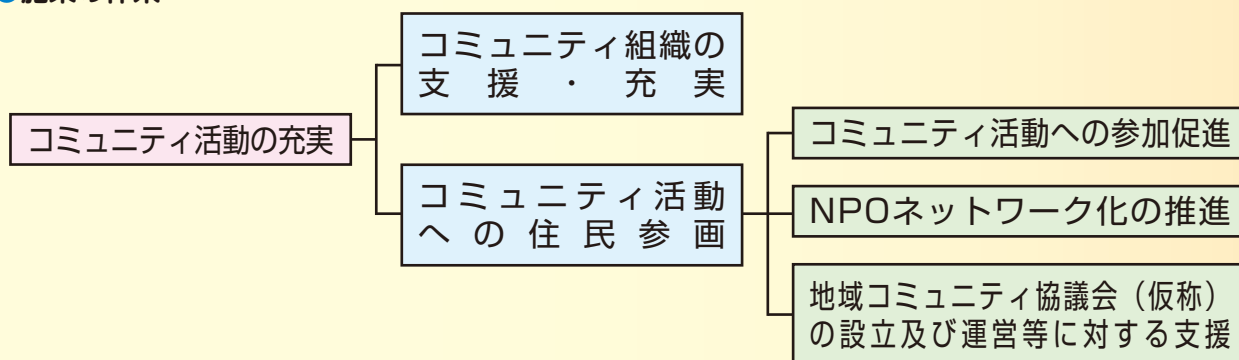 コミュニティ組織の
支援・充実
コミュニティ活動の充実
コミュニティ活動
への住民参画
コミュニティ活動への参加促進
NPOネットワーク化の推進
地域コミュニティ協議会（仮称）
の設立及び運営等に対する支援